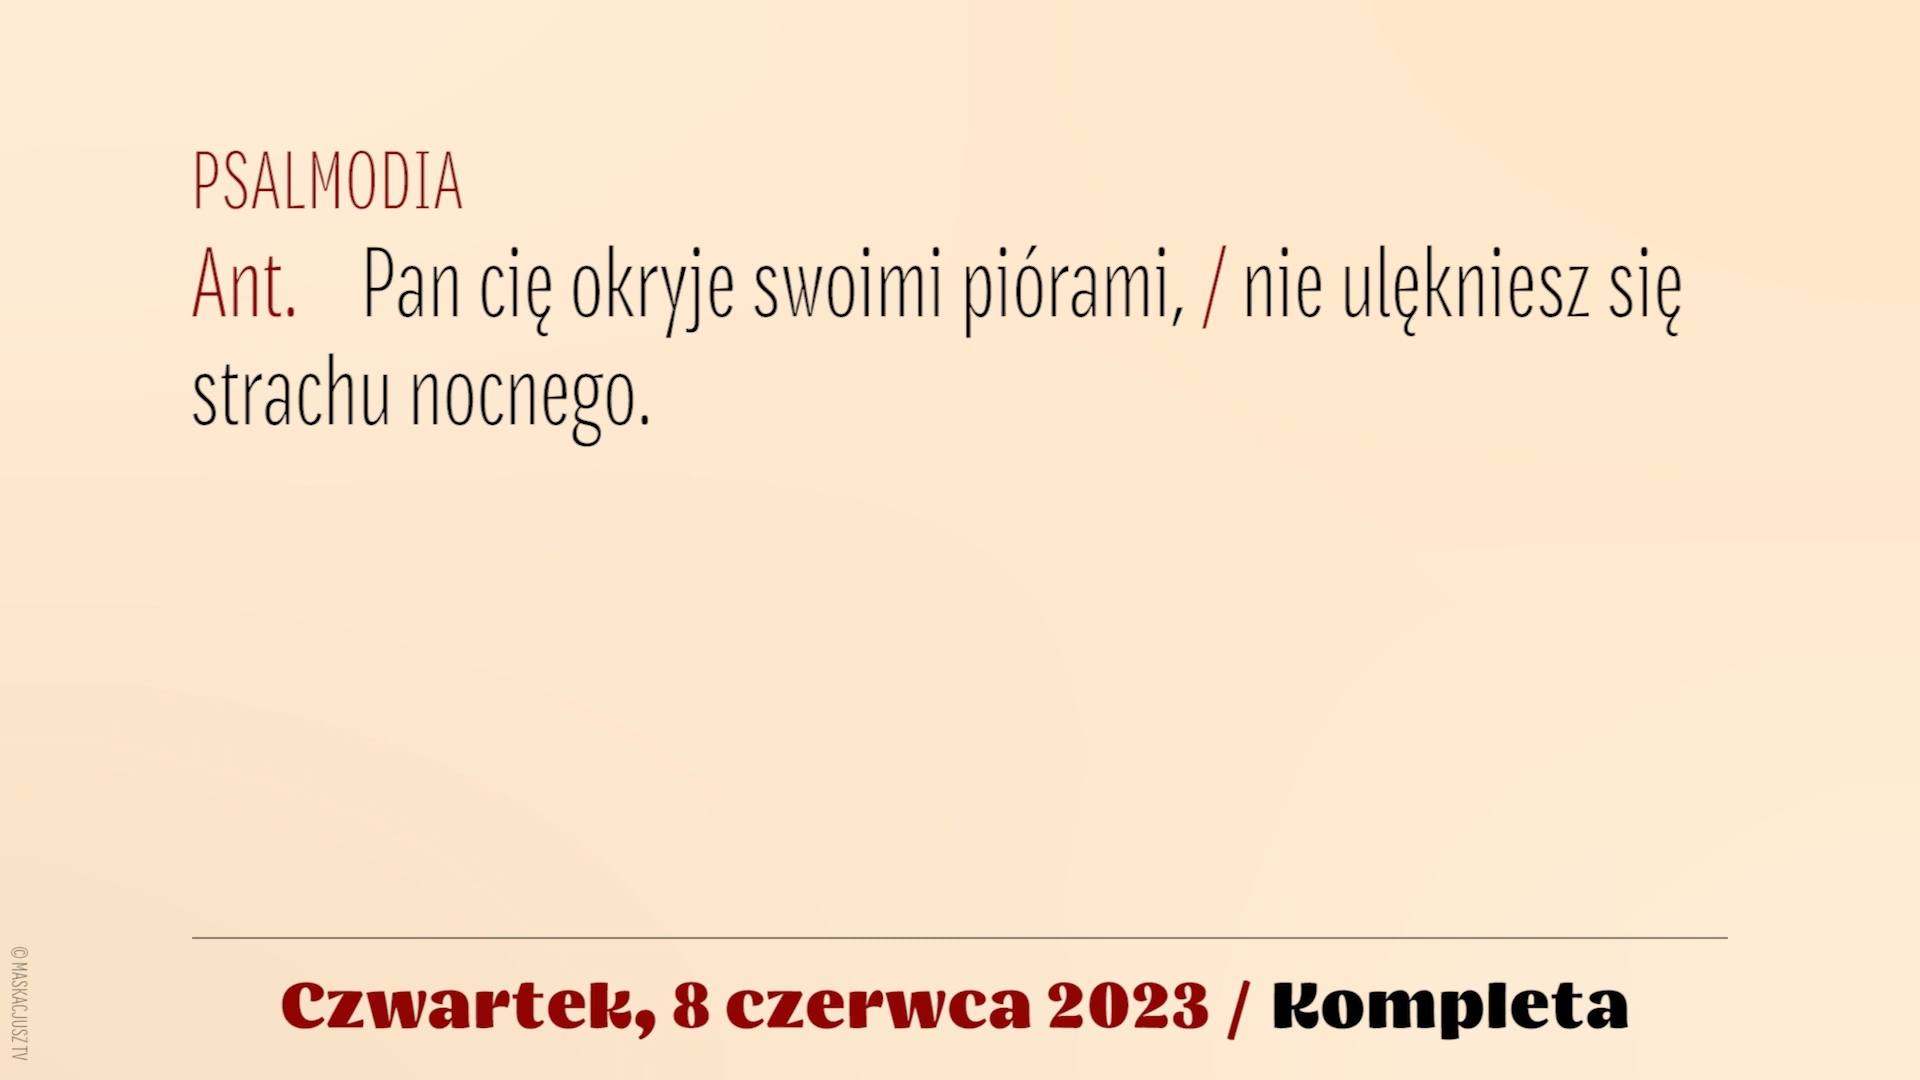 PSALMODIA
Ant. Pan cię okryje swoimi piórami, / nie ulękniesz się
strachu nocnego.
Czwartek, 8 czerwca 2023 / Kompleta
© MASKACJUSZ TV